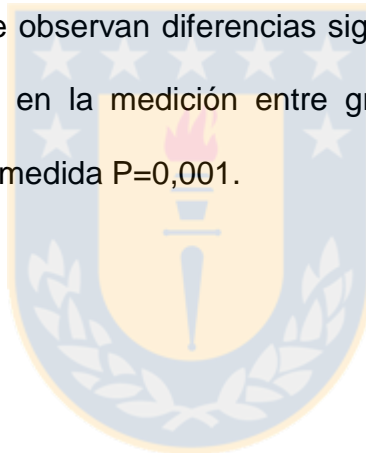 e observan diferencias sig
en la medición entre gr
medida P=0,001.